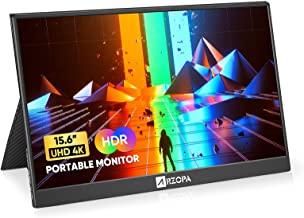 15.6"
UHD 4K
HDR
PORTABLE MONITOR
ARZOPA